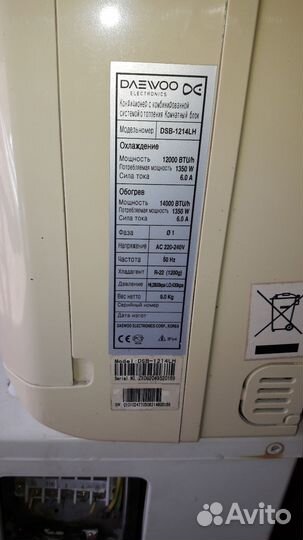 DAEWOO
ELECTRONICS
Кондиционер с комбинированной
системой отопления Комнатный блок
Модель номер DSB-1214LH
Охлаждение
Мощность 12000 BTU/h
Потребляемая мощность 1350 W
Сила тока 6.0 A
Обогрев
Мощность 14000 BTU/h
Потребляемая мощность 1350 W
Сила тока 6.0 A
Фаза Ø 1
Напряжение AC 220-240V
Частота 50 Hz
Хладагент R-22 (1200g)
Давление
Вес нетто 9.0 Kg
Серийный номер
Дата изгот
DAEWOO ELECTRONICS CORP., KOREA
Model: DSB-1214LH
Serial NO.
Avito